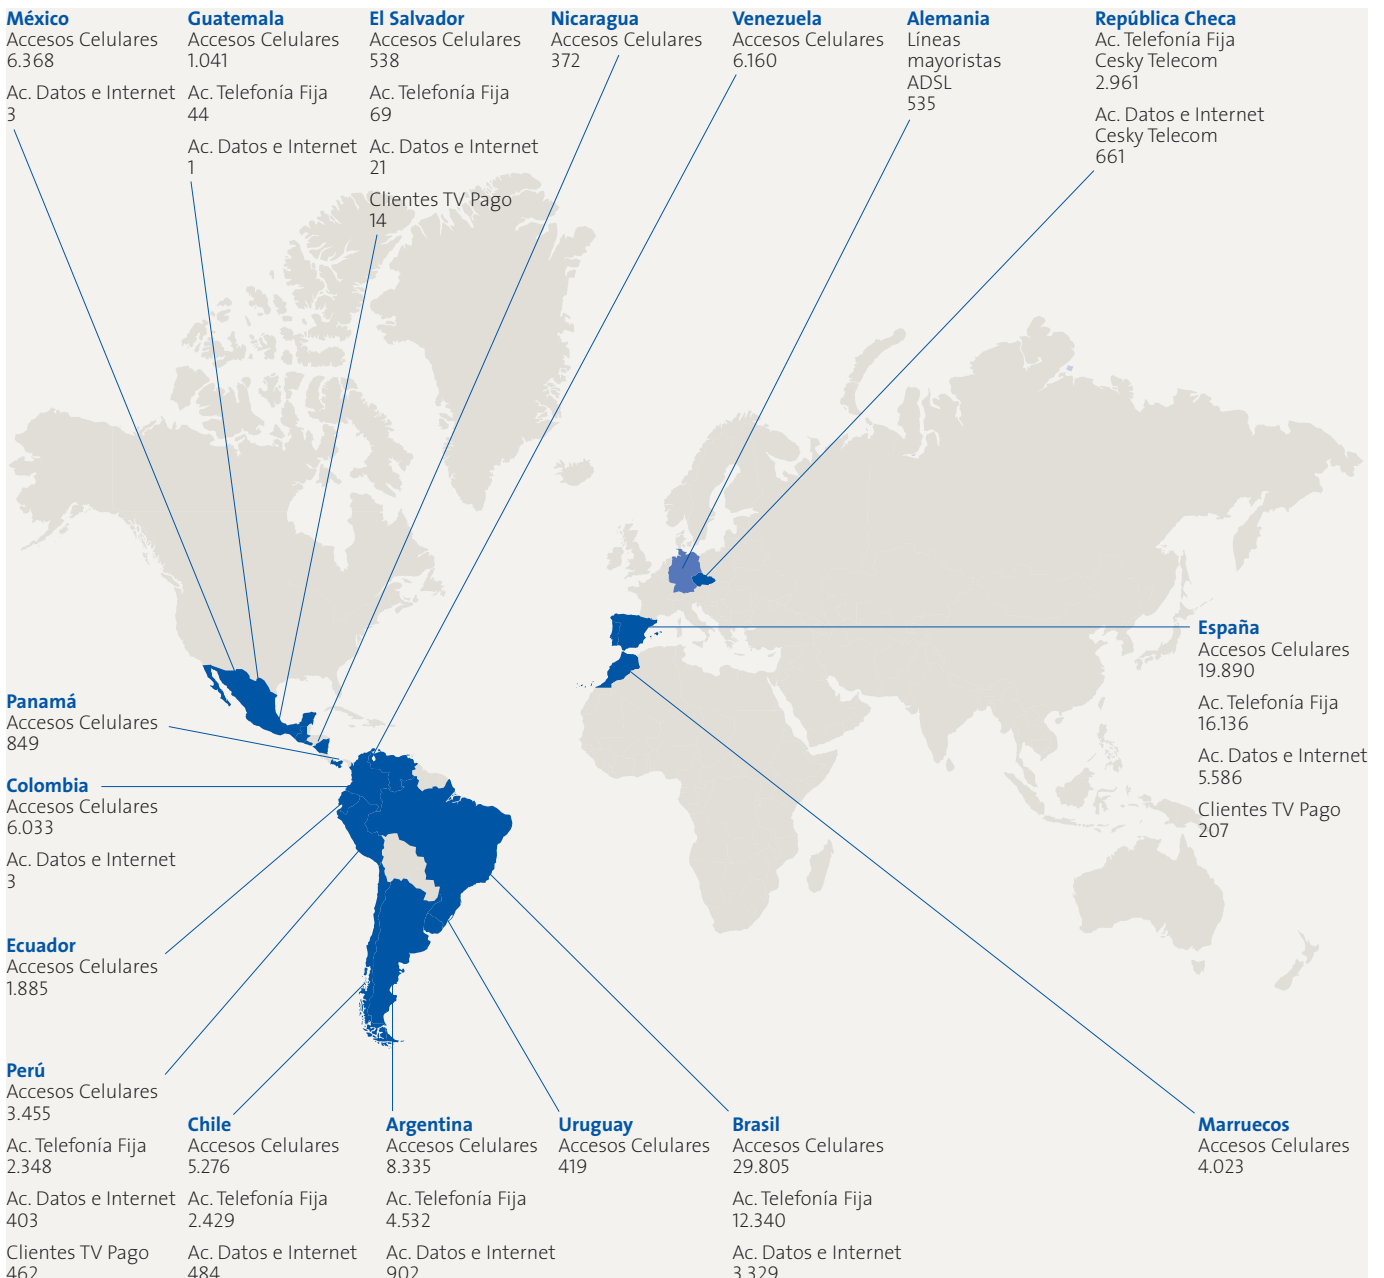 México
Accesos Celulares
6.368
Ac. Datos e Internet
3
Guatemala
Accesos Celulares
1.041
Ac. Telefonía Fija
44
Ac. Datos e Internet
1
El Salvador
Accesos Celulares
538
Ac. Telefonía Fija
69
Ac. Datos e Internet
21
Clientes TV Pago
14
Nicaragua
Accesos Celulares
372
Venezuela
Accesos Celulares
6.160
Alemania
Líneas
mayoristas
ADSL
535
República Checa
Ac. Telefonía Fija
Cesky Telecom
2.961
Ac. Datos e Internet
Cesky Telecom
661
España
Accesos Celulares
19.890
Ac. Telefonía Fija
16.136
Ac. Datos e Internet
5.586
Clientes TV Pago
207
Panamá
Accesos Celulares
849
Colombia
Accesos Celulares
6.033
Ac. Datos e Internet
3
Ecuador
Accesos Celulares
1.885
Perú
Accesos Celulares
3.455
Ac. Telefonía Fija
2.348
Ac. Datos e Internet
403
Clientes TV Pago
462
Chile
Accesos Celulares
5.276
Ac. Telefonía Fija
2.429
Ac. Datos e Internet
484
Argentina
Accesos Celulares
8.335
Ac. Telefonía Fija
4.532
Ac. Datos e Internet
902
Uruguay
Accesos Celulares
419
Brasil
Accesos Celulares
29.805
Ac. Telefonía Fija
12.340
Ac. Datos e Internet
3.329
Marruecos
Accesos Celulares
4.023